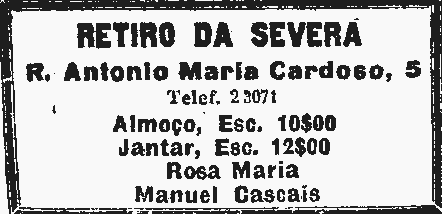 RETIRO DA SEVERA
R. Antonio Maria Cardoso, 5
Telef. 23071
Almoço, Esc. 10$00
Jantar, Esc. 12$00
Rosa Maria
Manuel Cascais